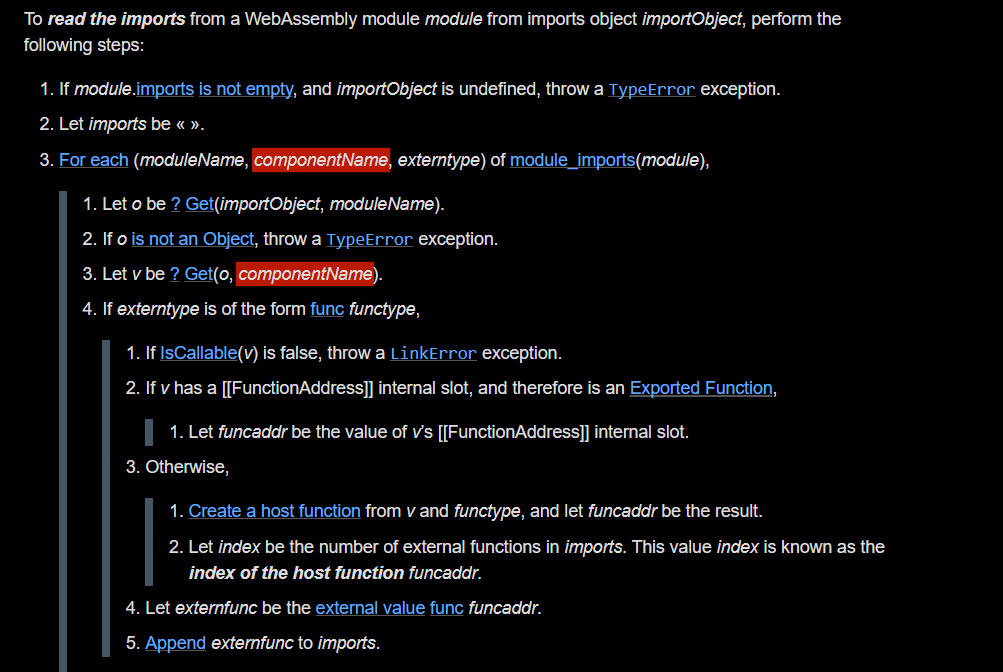 To read the imports from a WebAssembly module module from imports object importObject, perform the
following steps:
1. If module.imports is not empty, and importObject is undefined, throw a TypeError exception.
2. Let imports be « ».
3. For each (moduleName, componentName, externtype) of module_imports(module),
1. Let o be ? Get(importObject, moduleName).
2. If o is not an Object, throw a TypeError exception.
3. Let v be ? Get(o, componentName).
4. If externtype is of the form func functype,
1. If IsCallable(v) is false, throw a LinkError exception.
2. If v has a [[FunctionAddress]] internal slot, and therefore is an Exported Function,
1. Let funcaddr be the value of v's [[FunctionAddress]] internal slot.
3. Otherwise,
1. Create a host function from v and functype, and let funcaddr be the result.
2. Let index be the number of external functions in imports. This value index is known as the
index of the host function funcaddr.
4. Let externfunc be the external value func funcaddr.
5. Append externfunc to imports.